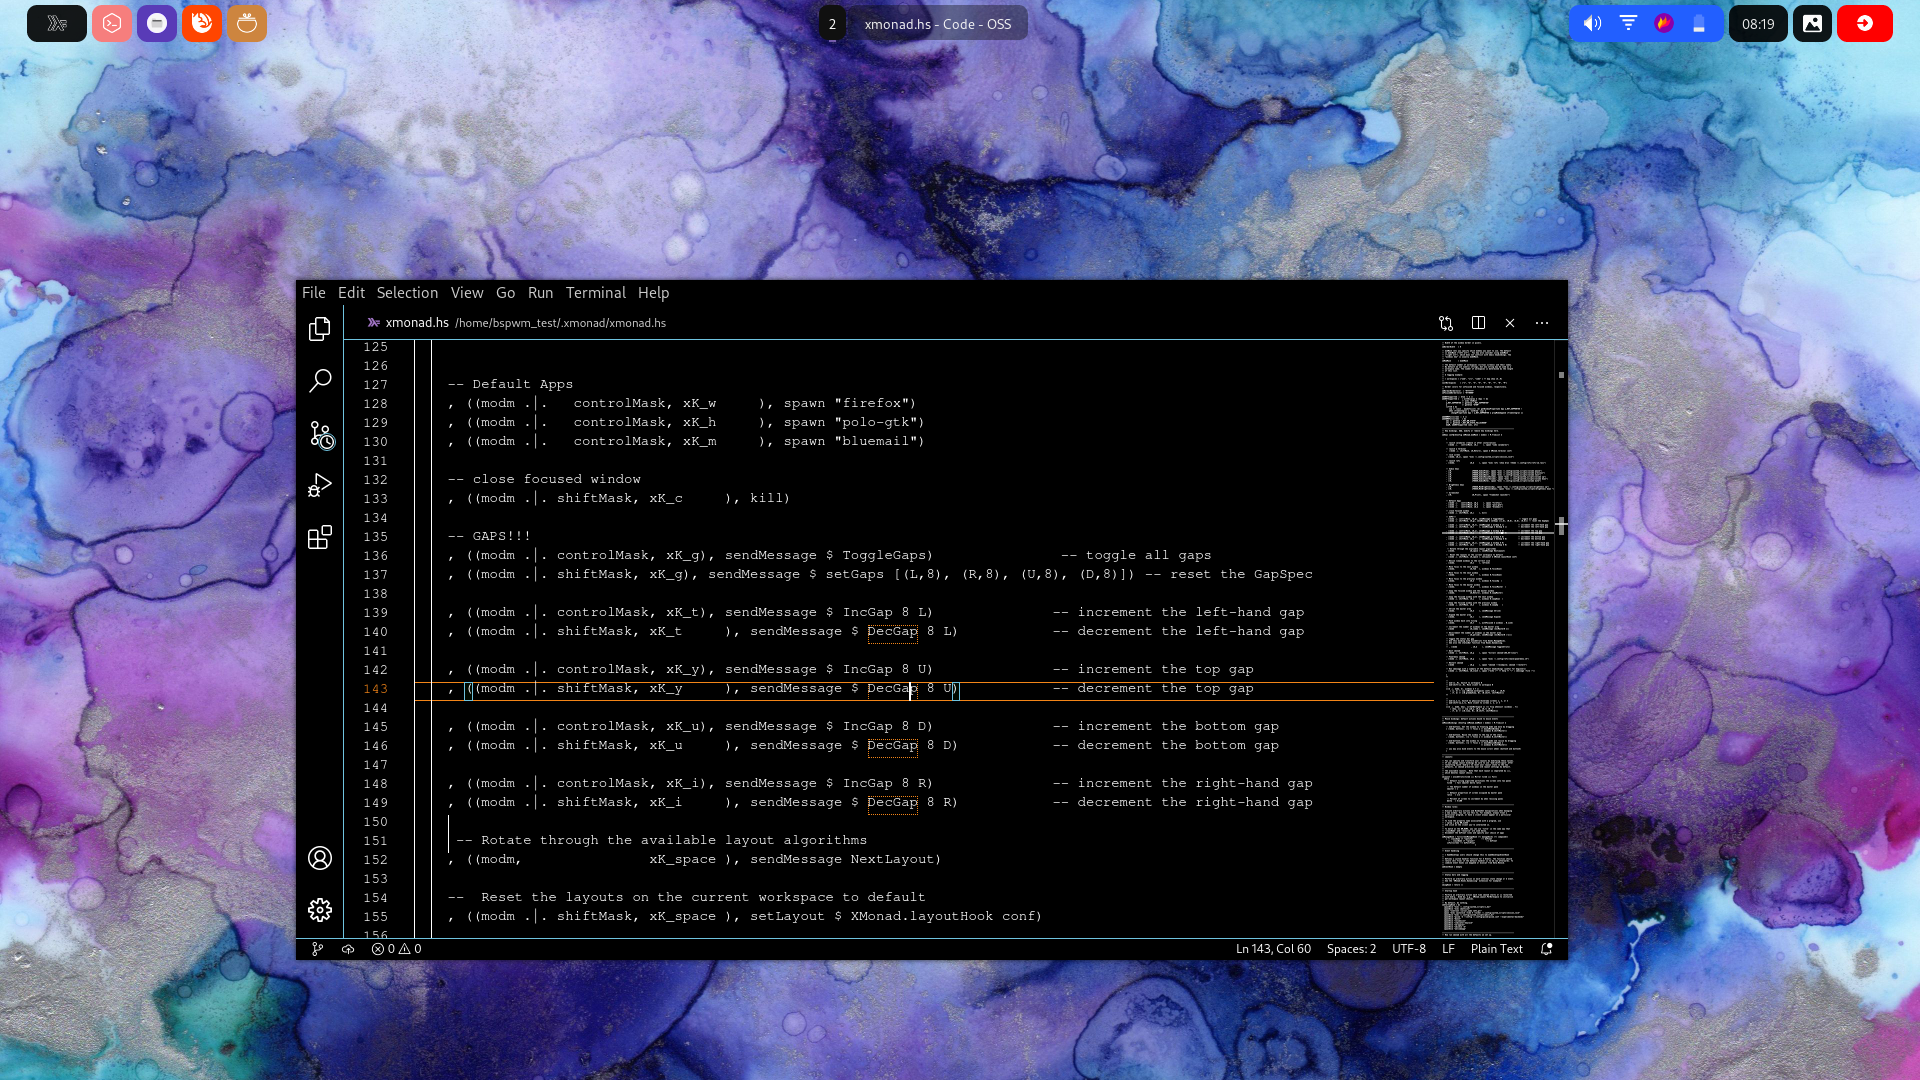 2 xmonad.hs - Code - OSS 08:19
File Edit Selection View Go Run Terminal Help
xmonad.hs /home/bspwm_test/.xmonad/xmonad.hs
125
126
127 -- Default Apps
128 , ((modm .|. controlMask, xK_w ), spawn "firefox")
129 , ((modm .|. controlMask, xK_h ), spawn "polo-gtk")
130 , ((modm .|. controlMask, xK_m ), spawn "bluemail")
131
132 -- close focused window
133 , ((modm .|. shiftMask, xK_c ), kill)
134
135 -- GAPS!!!
136 , ((modm .|. controlMask, xK_g), sendMessage $ ToggleGaps) -- toggle all gaps
137 , ((modm .|. shiftMask, xK_g), sendMessage $ setGaps [(L,8), (R,8), (U,8), (D,8)]) -- reset the GapSpec
138
139 , ((modm .|. controlMask, xK_t), sendMessage $ IncGap 8 L) -- increment the left-hand gap
140 , ((modm .|. shiftMask, xK_t ), sendMessage $ DecGap 8 L) -- decrement the left-hand gap
141
142 , ((modm .|. controlMask, xK_y), sendMessage $ IncGap 8 U) -- increment the top gap
143 , ((modm .|. shiftMask, xK_y ), sendMessage $ DecGap 8 U) -- decrement the top gap
144
145 , ((modm .|. controlMask, xK_u), sendMessage $ IncGap 8 D) -- increment the bottom gap
146 , ((modm .|. shiftMask, xK_u ), sendMessage $ DecGap 8 D) -- decrement the bottom gap
147
148 , ((modm .|. controlMask, xK_i), sendMessage $ IncGap 8 R) -- increment the right-hand gap
149 , ((modm .|. shiftMask, xK_i ), sendMessage $ DecGap 8 R) -- decrement the right-hand gap
150
151 -- Rotate through the available layout algorithms
152 , ((modm, xK_space ), sendMessage NextLayout)
153
154 -- Reset the layouts on the current workspace to default
155 , ((modm .|. shiftMask, xK_space ), setLayout $ XMonad.layoutHook conf)
156
0 0 Ln 143, Col 60 Spaces: 2 UTF-8 LF Plain Text